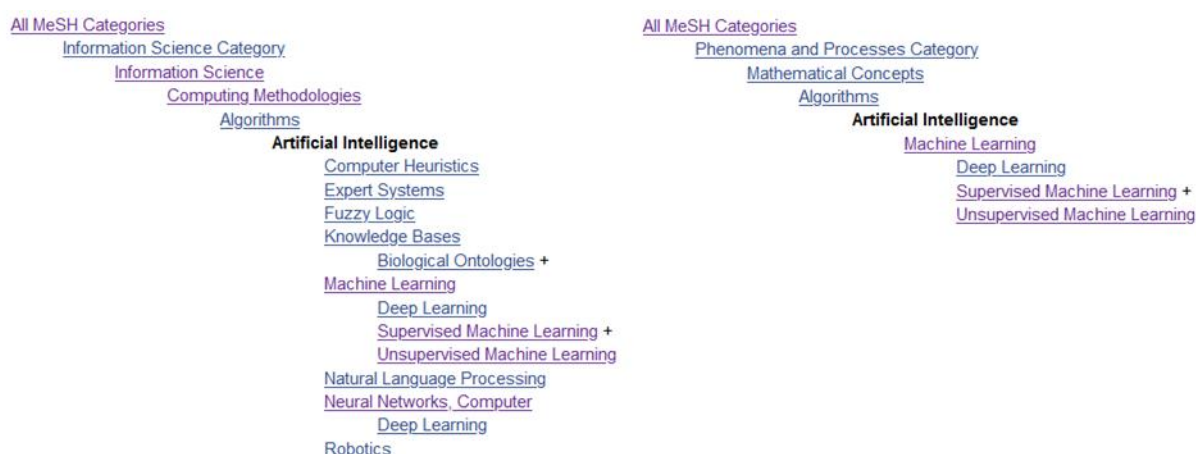 All MeSH Categories
Information Science Category
Information Science
Computing Methodologies
Algorithms
Artificial Intelligence
Computer Heuristics
Expert Systems
Fuzzy Logic
Knowledge Bases
Biological Ontologies +
Machine Learning
Deep Learning
Supervised Machine Learning +
Unsupervised Machine Learning
Natural Language Processing
Neural Networks, Computer
Deep Learning
Robotics
All MeSH Categories
Phenomena and Processes Category
Mathematical Concepts
Algorithms
Artificial Intelligence
Machine Learning
Deep Learning
Supervised Machine Learning +
Unsupervised Machine Learning